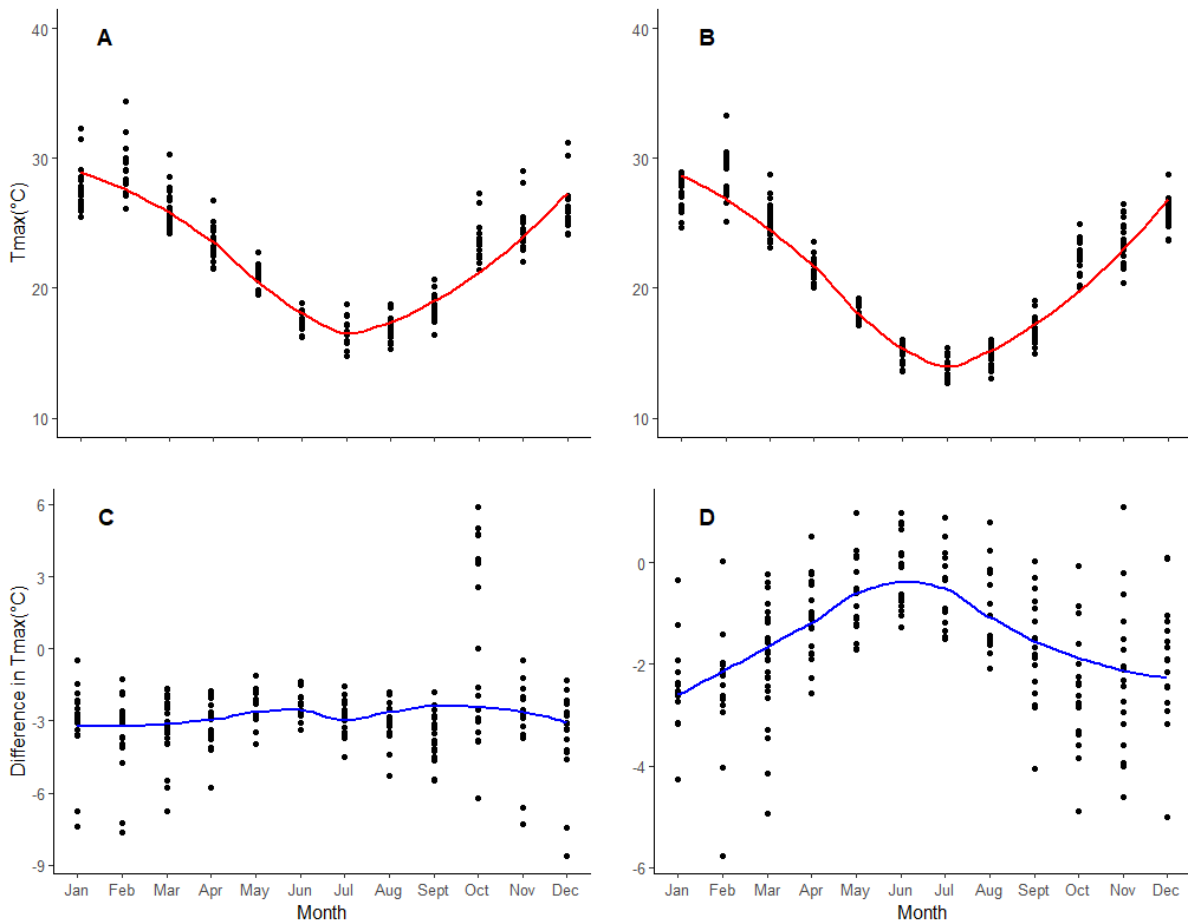 A
B
Tmax(°C)
40
30
20
10
40
30
20
10
C
D
Difference in Tmax(°C)
6
3
0
-3
-6
-9
0
-2
-4
-6
Jan Feb Mar Apr May Jun Jul Aug Sept Oct Nov Dec
Jan Feb Mar Apr May Jun Jul Aug Sept Oct Nov Dec
Month
Month